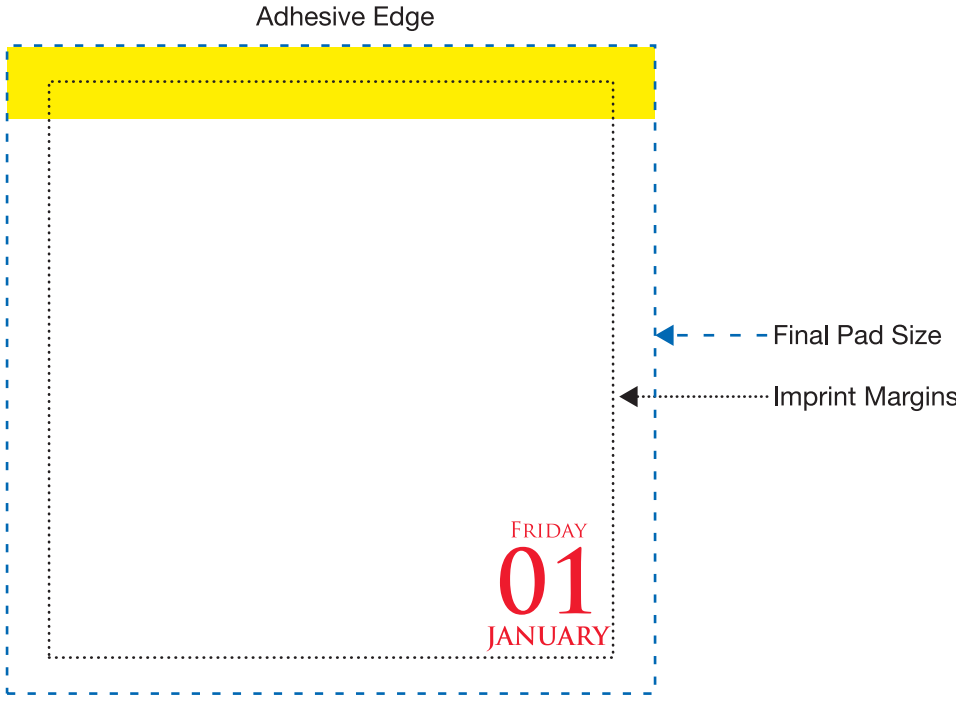 Adhesive Edge
Final Pad Size
Imprint Margins
Friday
01
JANUARY